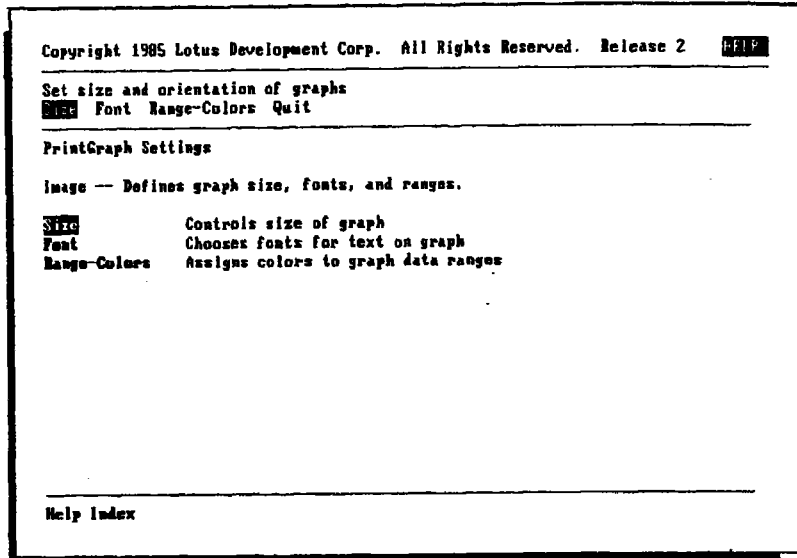 Copyright 1985 Lotus Development Corp. All Rights Reserved. Release 2 HELP
Set size and orientation of graphs
Size Font Range-Colors Quit
PrintGraph Settings
Image -- Defines graph size, fonts, and ranges.
Size Controls size of graph
Font Chooses fonts for text on graph
Range-Colors Assigns colors to graph data ranges
Help Index